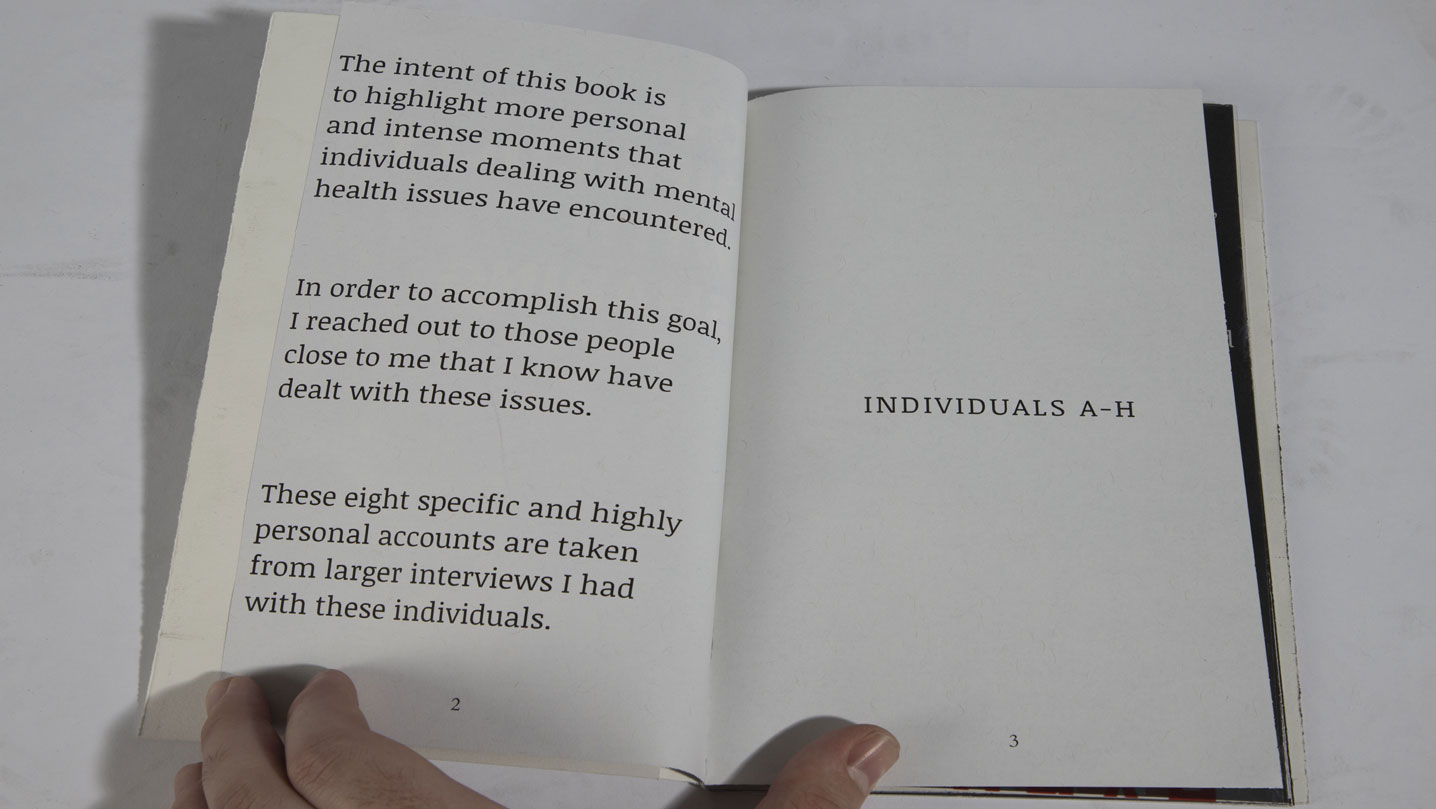 The intent of this book is
to highlight more personal
and intense moments that
individuals dealing with mental
health issues have encountered.
In order to accomplish this goal,
I reached out to those people
close to me that I know have
dealt with these issues.
These eight specific and highly
personal accounts are taken
from larger interviews I had
with these individuals.
2
INDIVIDUALS A-H
3